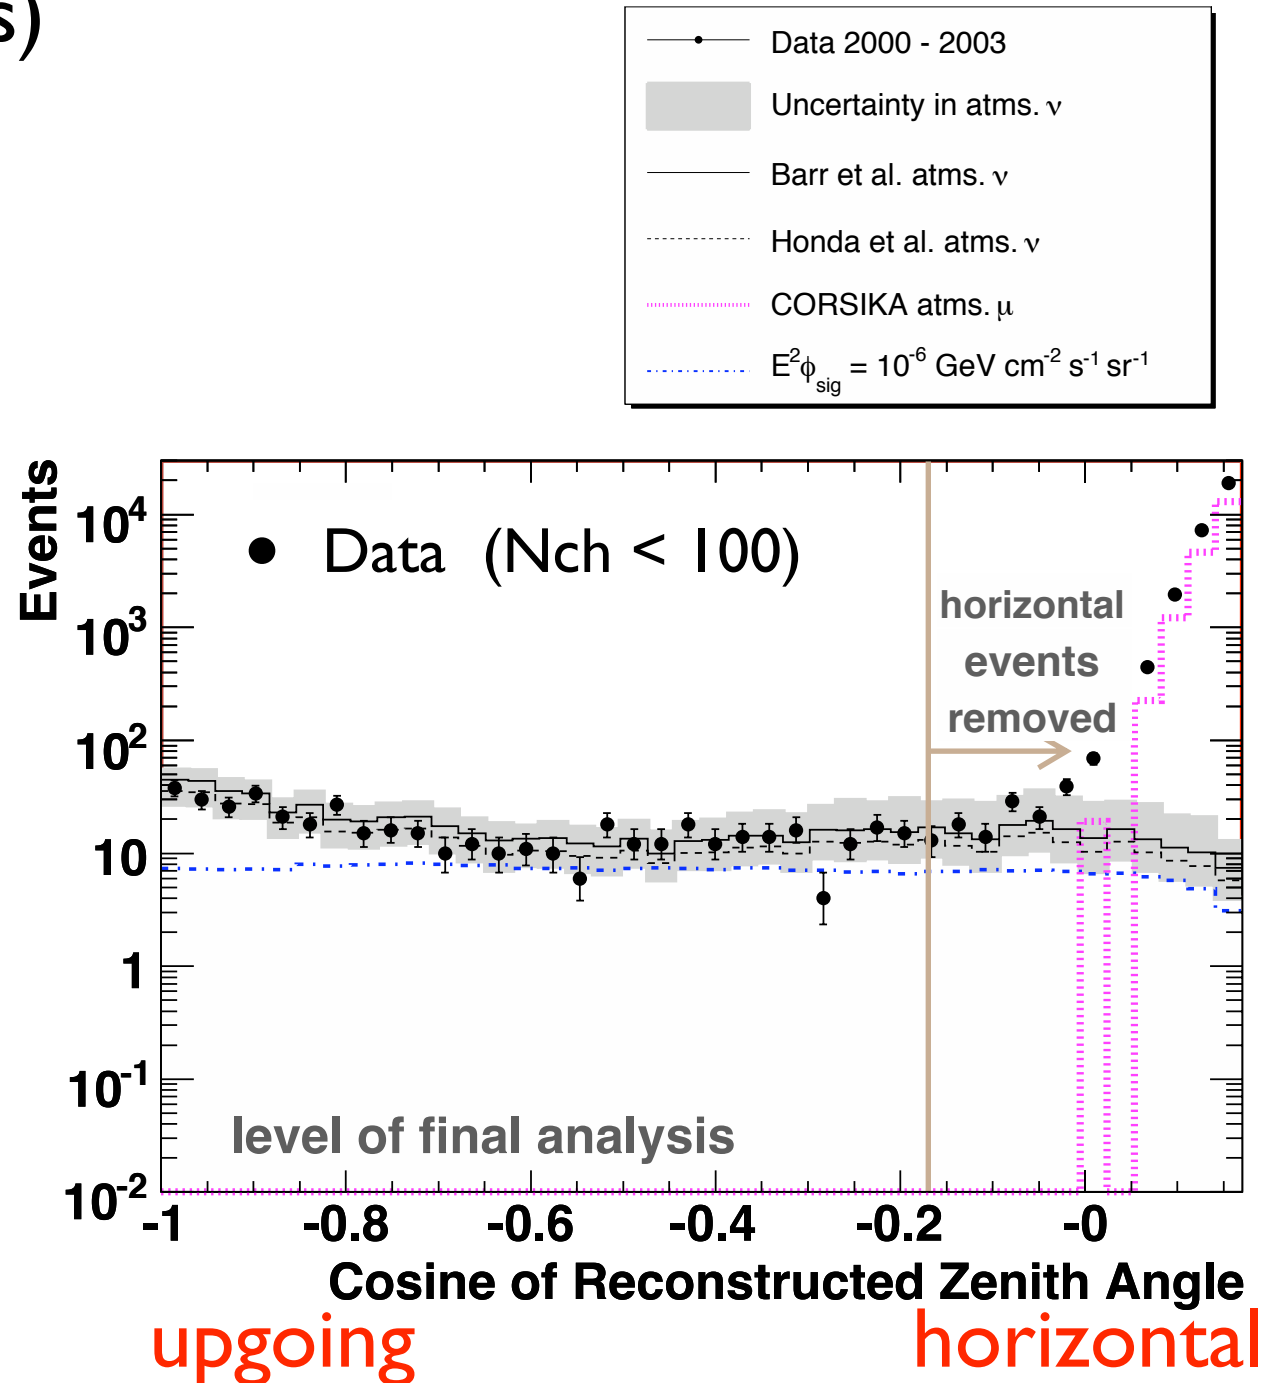 s)
Data 2000 - 2003
Uncertainty in atms. ν
Barr et al. atms. ν
Honda et al. atms. ν
CORSIKA atms. μ
E²ϕ_sig = 10⁻⁶ GeV cm⁻² s⁻¹ sr⁻¹
Events
10⁴
10³
10²
10
1
10⁻¹
10⁻²
Data (Nch < 100)
horizontal
events
removed
level of final analysis
-1 -0.8 -0.6 -0.4 -0.2 -0
Cosine of Reconstructed Zenith Angle
upgoing horizontal